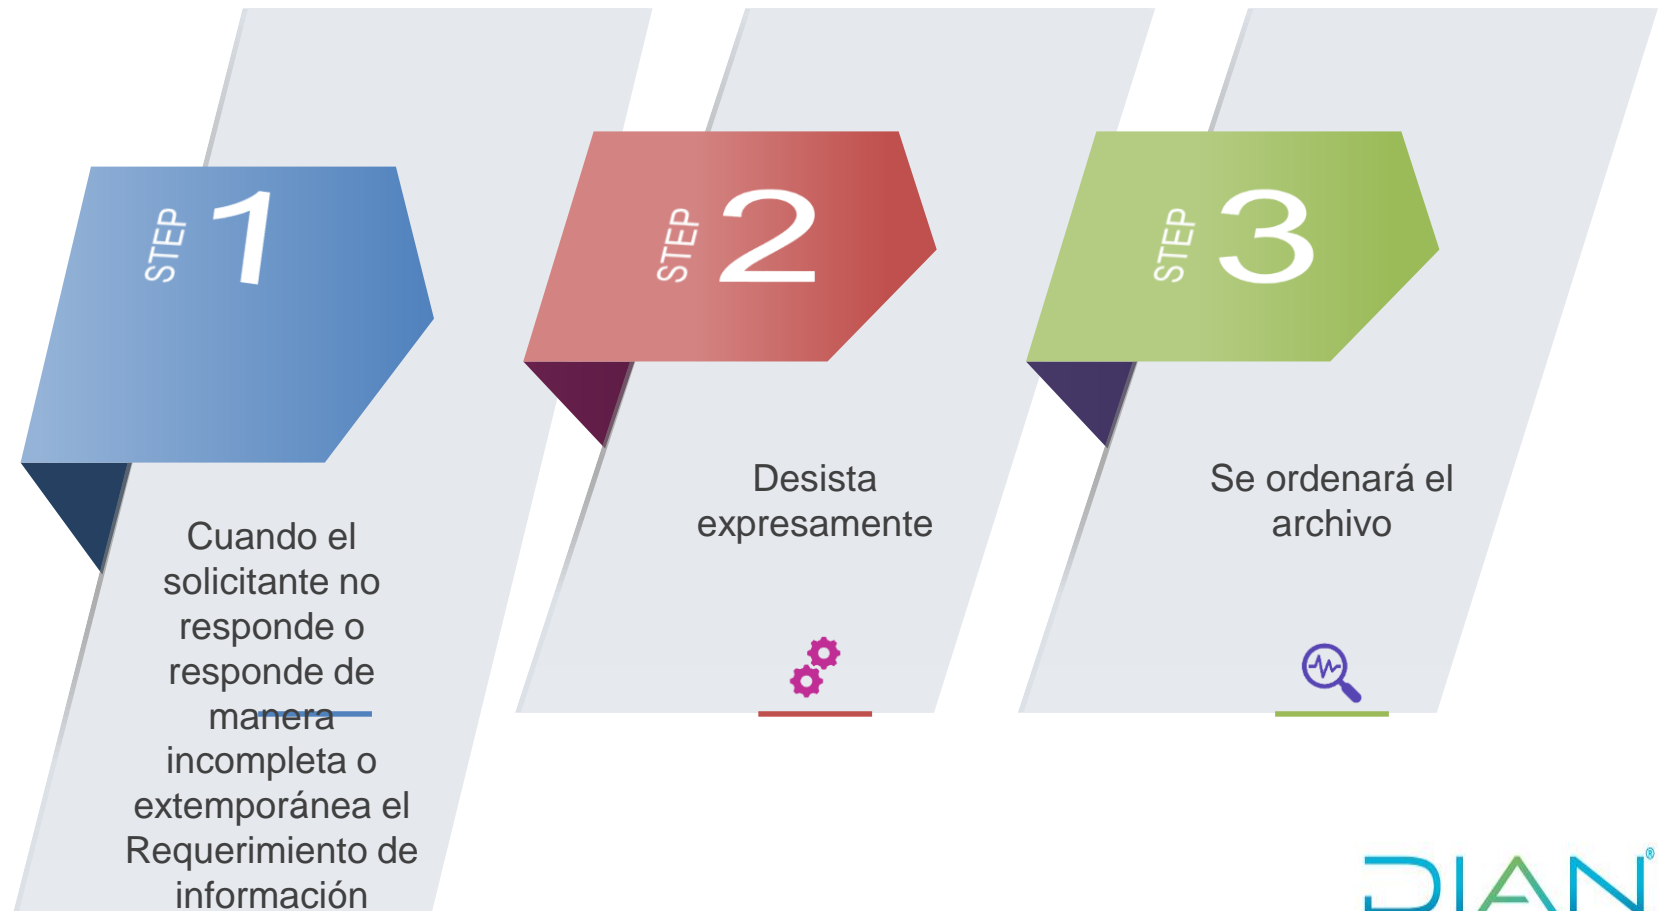 STEP 1
Cuando el
solicitante no
responde o
responde de
manera
incompleta o
extemporánea el
Requerimiento de
información
STEP 2
Desista
expresamente
STEP 3
Se ordenará el
archivo
DIAN®